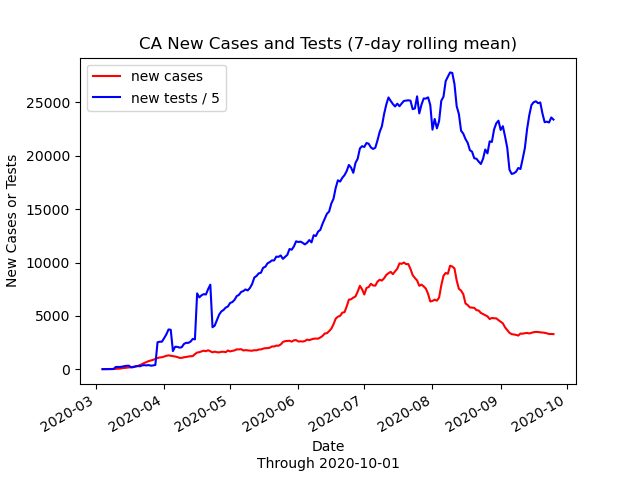 CA New Cases and Tests (7-day rolling mean)
new cases
new tests / 5
25000
20000
15000
10000
5000
0
New Cases or Tests
2020-03
2020-04
2020-05
2020-06
2020-07
2020-08
2020-09
2020-10
Date
Through 2020-10-01